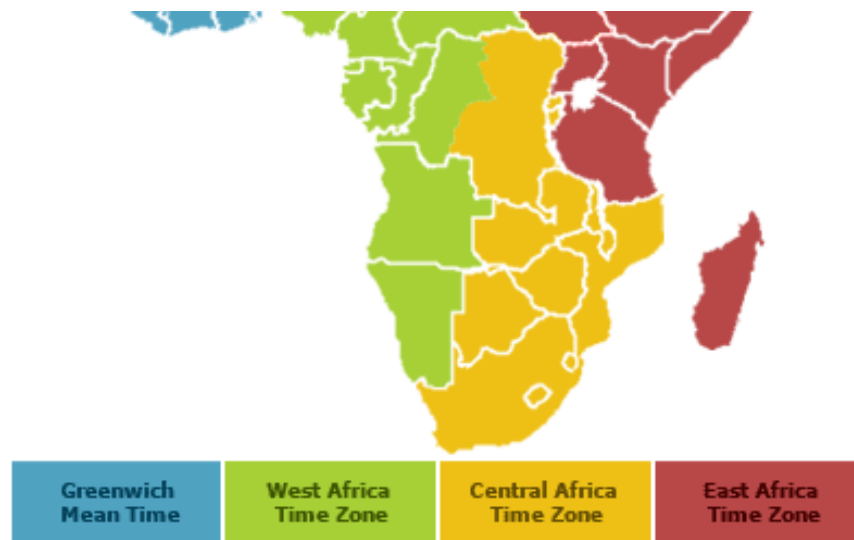 Greenwich
Mean Time
West Africa
Time Zone
Central Africa
Time Zone
East Africa
Time Zone